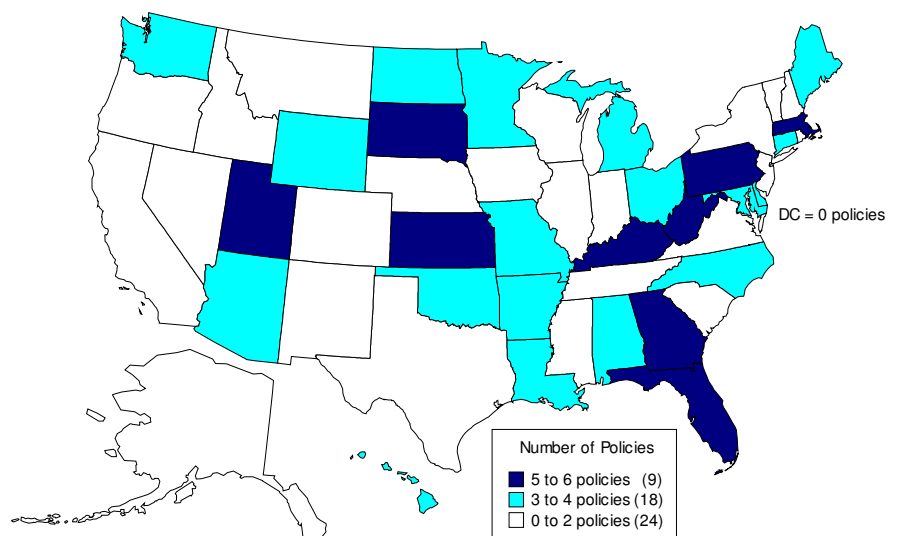 DC = 0 policies
Number of Policies
5 to 6 policies (9)
3 to 4 policies (18)
0 to 2 policies (24)